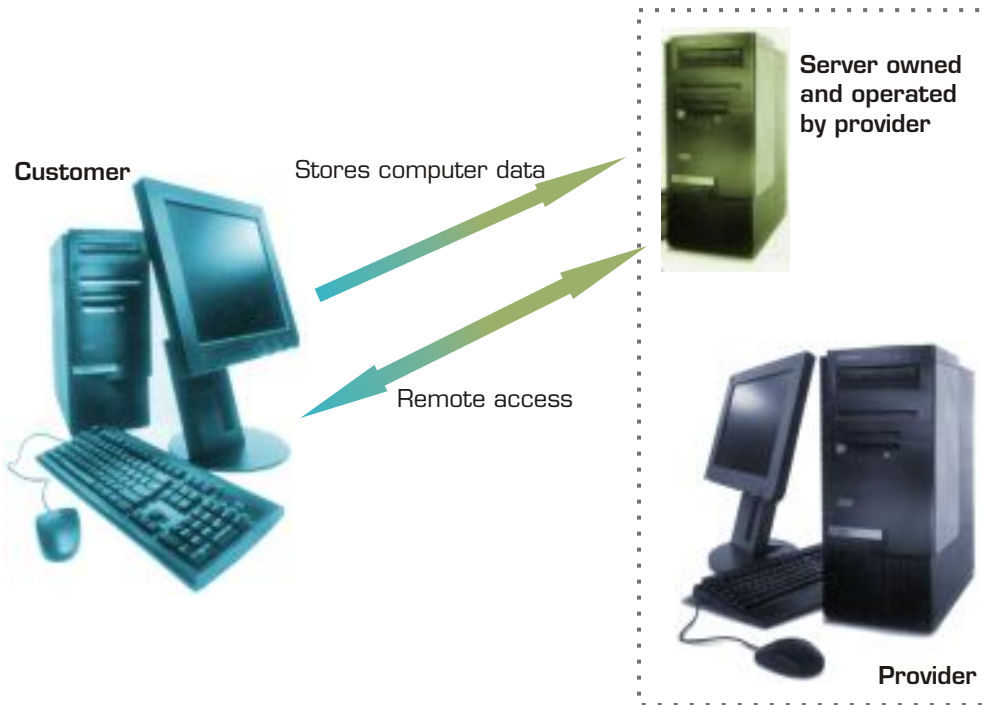 Server owned
and operated
by provider
Customer
Stores computer data
Remote access
Provider